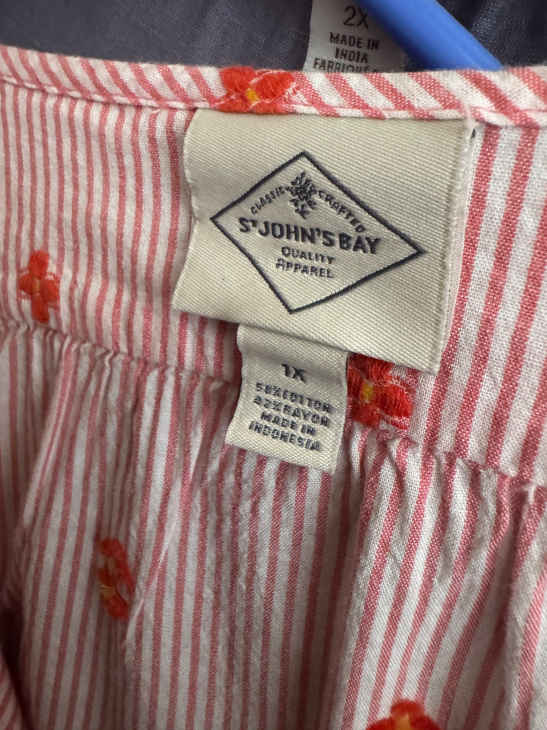 2X
MADE IN
INDIA
CLASSIC CRAFTED
ST JOHN'S BAY
QUALITY
APPAREL
1X
58%COTTON
42%RAYON
MADE IN
INDONESIA